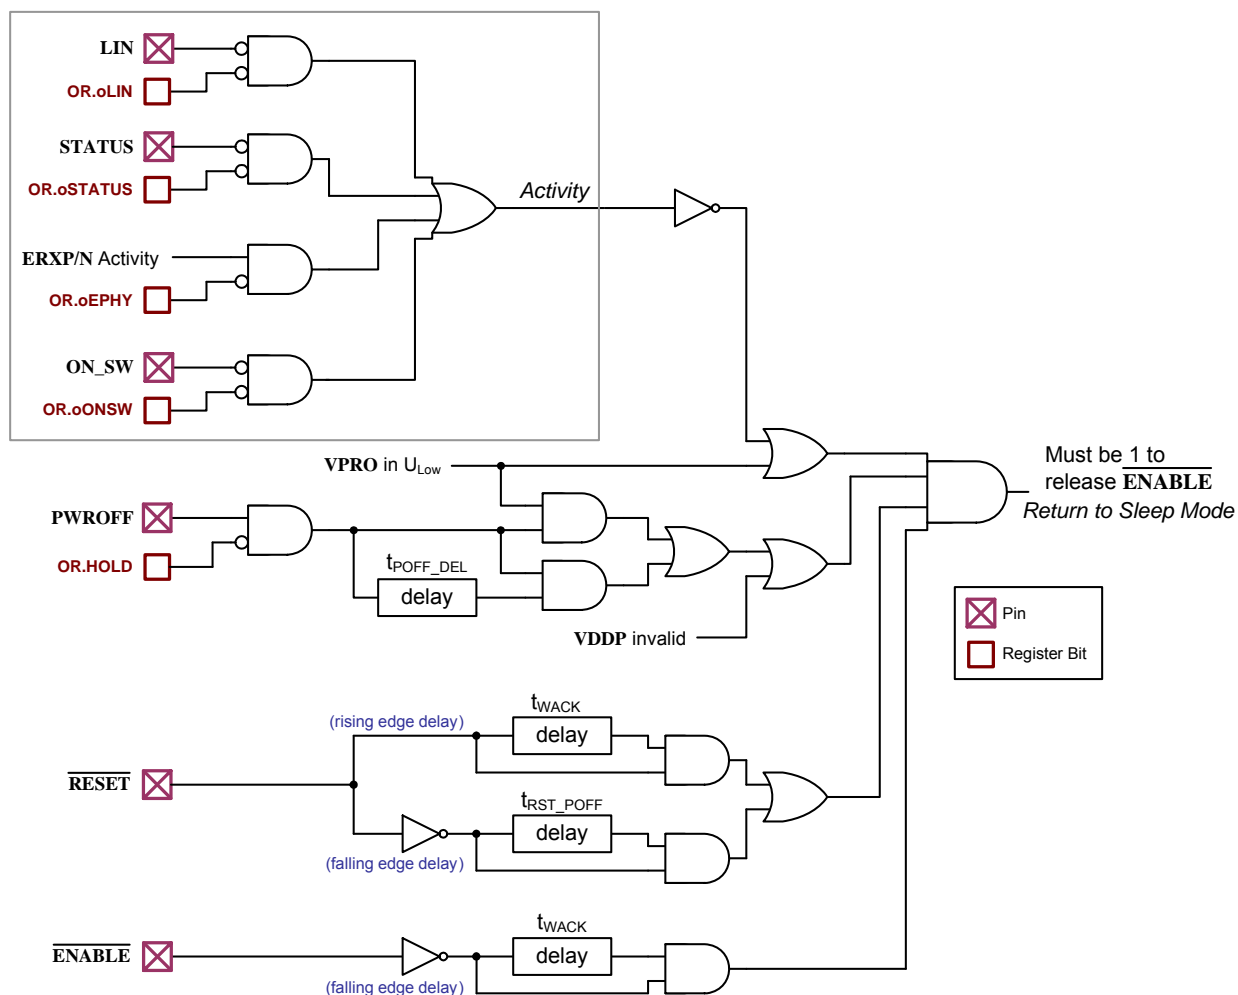 LIN
OR.oLIN
STATUS
OR.oSTATUS
Activity
ERXP/N Activity
OR.oEPHY
ON_SW
OR.oONSW
VPRO in ULow
Must be 1 to
release ENABLE
Return to Sleep Mode
PWROFF
OR.HOLD
tPOFF_DEL
delay
VDDP invalid
Pin
Register Bit
(rising edge delay)
tWACK
delay
RESET
tRST_POFF
delay
(falling edge delay)
tWACK
ENABLE
delay
(falling edge delay)